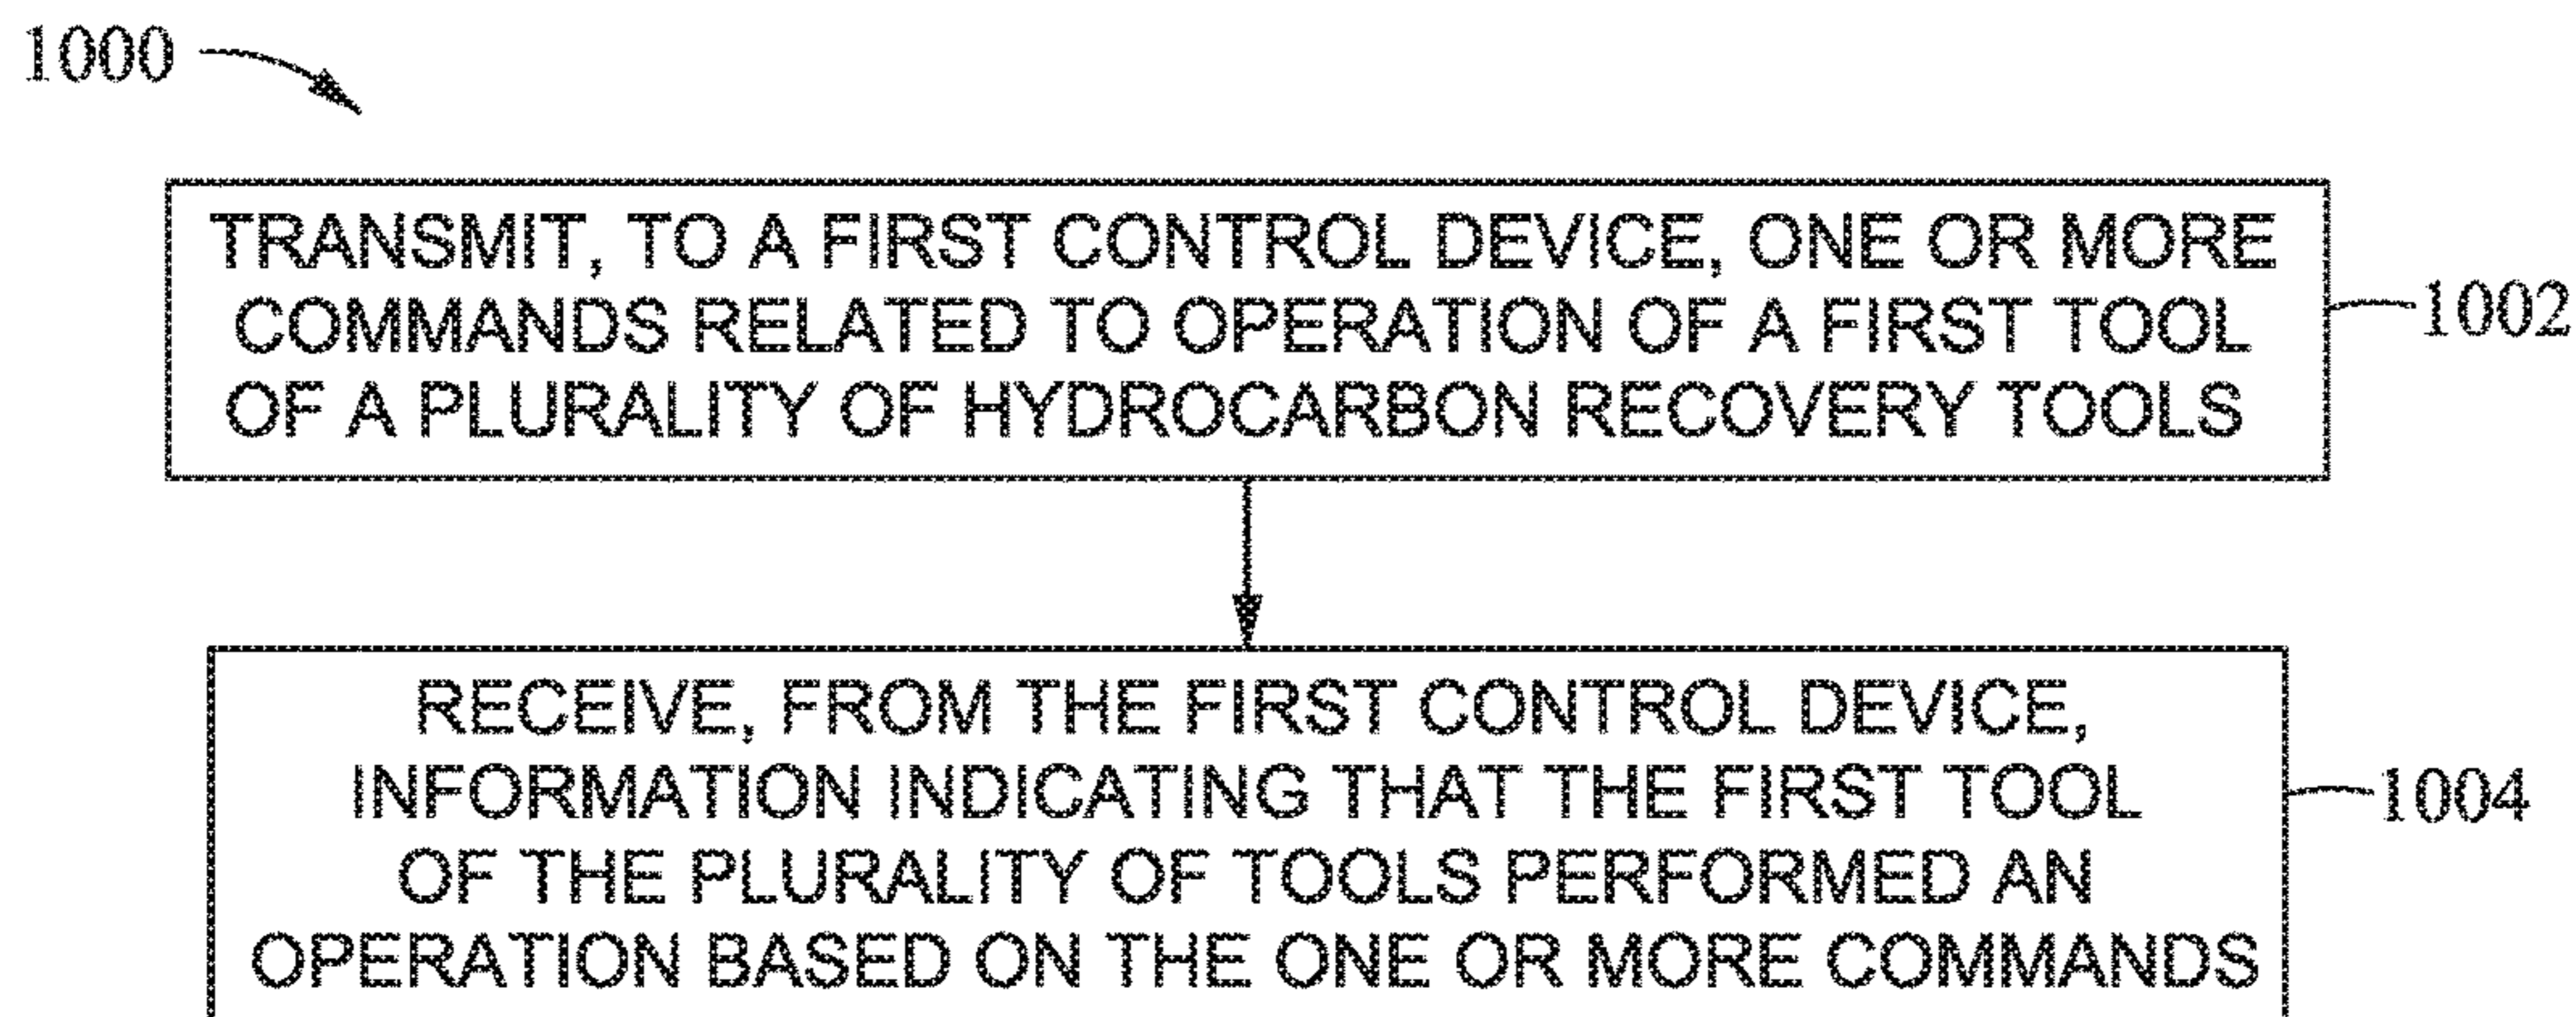 1000
TRANSMIT, TO A FIRST CONTROL DEVICE, ONE OR MORE
COMMANDS RELATED TO OPERATION OF A FIRST TOOL
OF A PLURALITY OF HYDROCARBON RECOVERY TOOLS
1002
RECEIVE, FROM THE FIRST CONTROL DEVICE,
INFORMATION INDICATING THAT THE FIRST TOOL
OF THE PLURALITY OF TOOLS PERFORMED AN
OPERATION BASED ON THE ONE OR MORE COMMANDS
1004